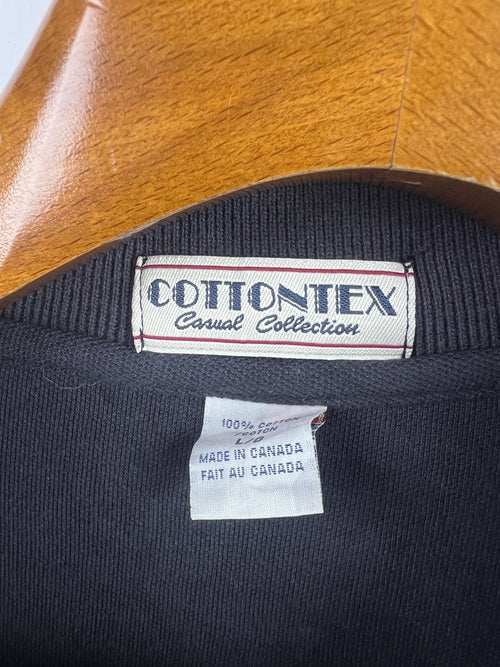 COTTONTEX
Casual Collection
100% COTTON
/COTON
L/G
MADE IN CANADA
FAIT AU CANADA